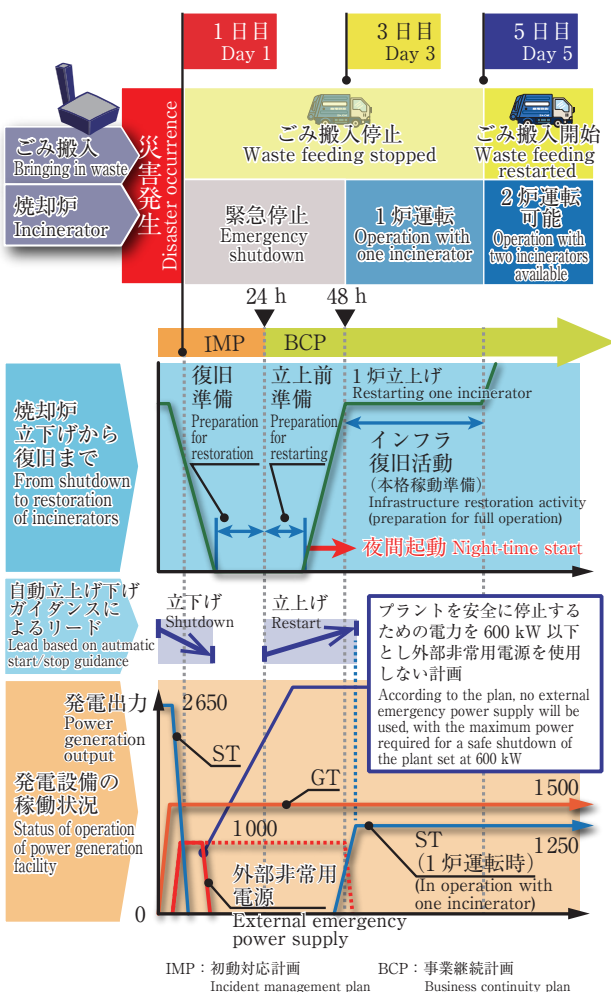 1日目
Day 1
3日目
Day 3
5日目
Day 5
ごみ搬入
Bringing in waste
焼却炉
Incinerator
災害発生
Disaster occurrence
ごみ搬入停止
Waste feeding stopped
ごみ搬入開始
Waste feeding
restarted
緊急停止
Emergency
shutdown
1炉運転
Operation with
one incinerator
2炉運転
可能
Operation with
two incinerators
available
24 h
48 h
IMP
BCP
焼却炉
立下げから
復旧まで
From shutdown
to restoration
of incinerators
復旧
準備
Preparation
for
restoration
立上前
準備
Preparation
for
restarting
1炉立上げ
Restarting one incinerator
インフラ
復旧活動
(本格稼動準備)
Infrastructure restoration activity
(preparation for full operation)
夜間起動 Night-time start
自動立上げ下げ
ガイダンスに
よるリード
Lead based on autmatic
start/stop guidance
立下げ
Shutdown
立上げ
Restart
プラントを安全に停止する
ための電力を 600 kW 以下
とし外部非常用電源を使用
しない計画
According to the plan, no external
emergency power supply will be
used, with the maximum power
required for a safe shutdown of
the plant set at 600 kW
発電設備の
稼働状況
Status of operation
of power generation
facility
発電出力
Power
generation
output
2650
ST
GT
1500
1000
1250
ST
(1炉運転時)
(In operation with
one incinerator)
外部非常用
電源
External emergency
power supply
0
IMP:初動対応計画
Incident management plan
BCP:事業継続計画
Business continuity plan